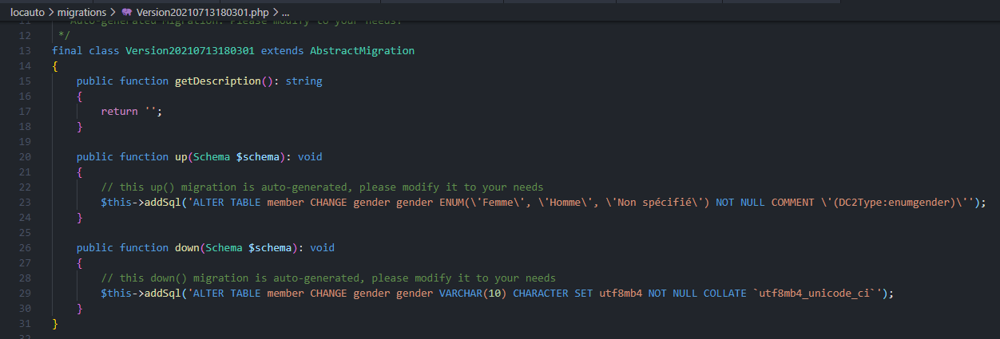 locauto > migrations > Version20210713180301.php > ...
11 Auto-generated Migration: Please modify to your needs!
12 */
13 final class Version20210713180301 extends AbstractMigration
14 {
15 public function getDescription(): string
16 {
17 return '';
18 }
19
20 public function up(Schema $schema): void
21 {
22 // this up() migration is auto-generated, please modify it to your needs
23 $this->addSql('ALTER TABLE member CHANGE gender gender ENUM(\'Femme\', \'Homme\', \'Non spécifié\') NOT NULL COMMENT \'(DC2Type:enumgender)\'');
24 }
25
26 public function down(Schema $schema): void
27 {
28 // this down() migration is auto-generated, please modify it to your needs
29 $this->addSql('ALTER TABLE member CHANGE gender gender VARCHAR(10) CHARACTER SET utf8mb4 NOT NULL COLLATE `utf8mb4_unicode_ci`');
30 }
31 }
32